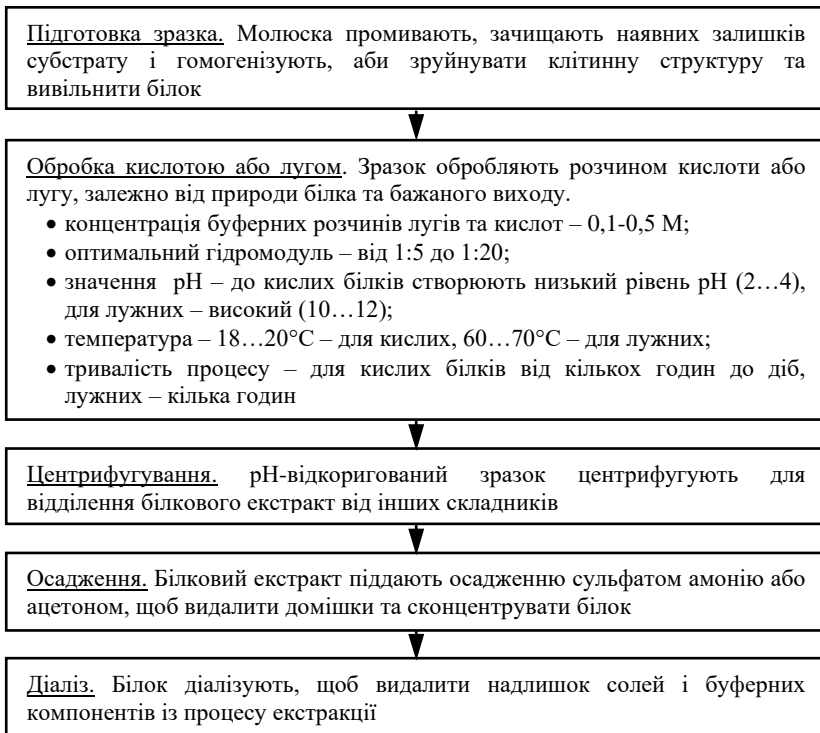 Підготовка зразка. Молюска промивають, зачищають наявних залишків
субстрату і гомогенізують, аби зруйнувати клітинну структуру та
вивільнити білок
Обробка кислотою або лугом. Зразок обробляють розчином кислоти або
лугу, залежно від природи білка та бажаного виходу.
• концентрація буферних розчинів лугів та кислот – 0,1-0,5 М;
• оптимальний гідромодуль – від 1:5 до 1:20;
• значення рН – до кислих білків створюють низький рівень рН (2…4),
для лужних – високий (10…12);
• температура – 18…20°С – для кислих, 60…70°С – для лужних;
• тривалість процесу – для кислих білків від кількох годин до діб,
лужних – кілька годин
Центрифугування. рН-відкоригований зразок центрифугують для
відділення білкового екстракт від інших складників
Осадження. Білковий екстракт піддають осадженню сульфатом амонію або
ацетоном, щоб видалити домішки та сконцентрувати білок
Діаліз. Білок діалізують, щоб видалити надлишок солей і буферних
компонентів із процесу екстракції